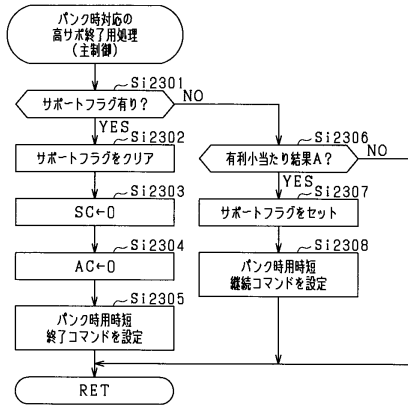 パンク時対応の
高サポ終了用処理
(主制御)
Si2301
サポートフラグ有り?
NO
YES
Si2302
サポートフラグをクリア
Si2303
SC←0
Si2304
AC←0
Si2305
パンク時用時短
終了コマンドを設定
Si2306
有利小当たり結果A?
NO
YES
Si2307
サポートフラグをセット
Si2308
パンク時用時短
継続コマンドを設定
RET